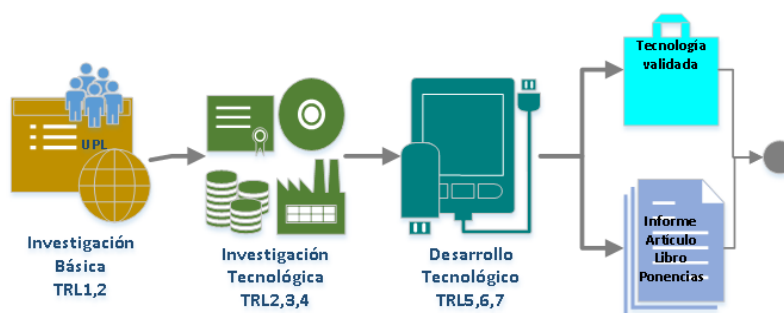 UPL
Investigación
Básica
TRL1,2
Investigación
Tecnológica
TRL2,3,4
Desarrollo
Tecnológico
TRL5,6,7
Tecnología
validada
Informe
Artículo
Libro
Ponencias